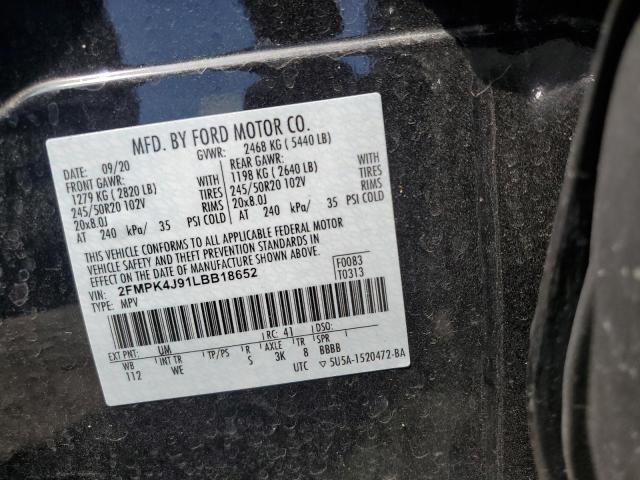 MFD. BY FORD MOTOR CO.
DATE: 09/20 GVWR: 2468 KG ( 5440 LB)
FRONT GAWR: REAR GAWR:
1279 KG ( 2820 LB) WITH 1198 KG ( 2640 LB) WITH
245/50R20 102V TIRES 245/50R20 102V TIRES
20x8.0J RIMS 20x8.0J RIMS
AT 240 kPa/ 35 PSI COLD AT 240 kPa/ 35 PSI COLD
THIS VEHICLE CONFORMS TO ALL APPLICABLE FEDERAL MOTOR
VEHICLE SAFETY AND THEFT PREVENTION STANDARDS IN
EFFECT ON THE DATE OF MANUFACTURE SHOWN ABOVE.
VIN: 2FMPK4J91LBB18652 F0083
TYPE: MPV T0313
EXT PNT: UM RC: 41 DSO:
WB INT TR TP/PS R AXLE TR SPR
112 WE S 3K 8 BBBB
UTC ▽ 5U5A-1520472-BA